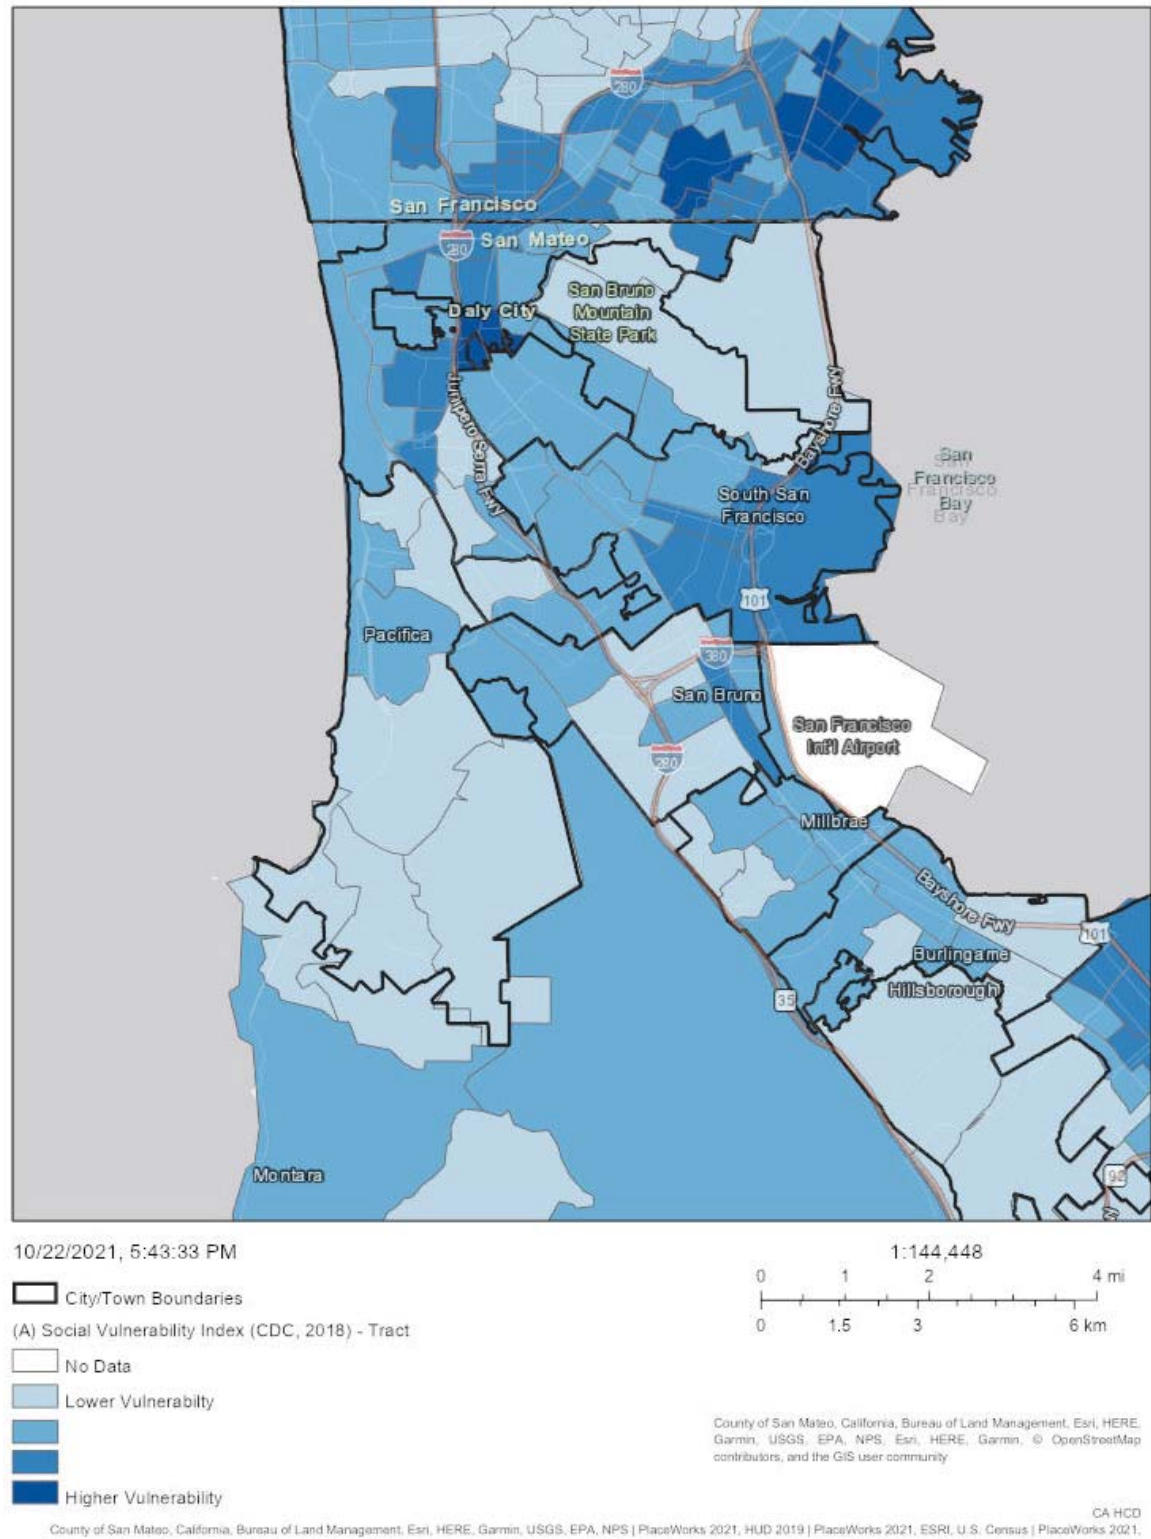 280
San Francisco
280
San Mateo
Daly City
San Bruno
Mountain
State Park
Junipero Serra Fwy
Bayshore Fwy
San
Francisco
Bay
San
Francisco
Bay
South San
Francisco
101
Pacifica
380
San Bruno
San Francisco
Int'l Airport
280
Millbrae
Bayshore Fwy
101
Burlingame
Hillsborough
35
Montara
92
10/22/2021, 5:43:33 PM
1:144,448
0 1 2 4 mi
0 1.5 3 6 km
City/Town Boundaries
(A) Social Vulnerability Index (CDC, 2018) - Tract
No Data
Lower Vulnerabilty
Higher Vulnerability
County of San Mateo, California, Bureau of Land Management, Esri, HERE,
Garmin, USGS, EPA, NPS, Esri, HERE, Garmin, © OpenStreetMap
contributors, and the GIS user community
CA HCD
County of San Mateo, California, Bureau of Land Management, Esri, HERE, Garmin, USGS, EPA, NPS | PlaceWorks 2021, HUD 2019 | PlaceWorks 2021, ESRI, U.S. Census | PlaceWorks 2021,